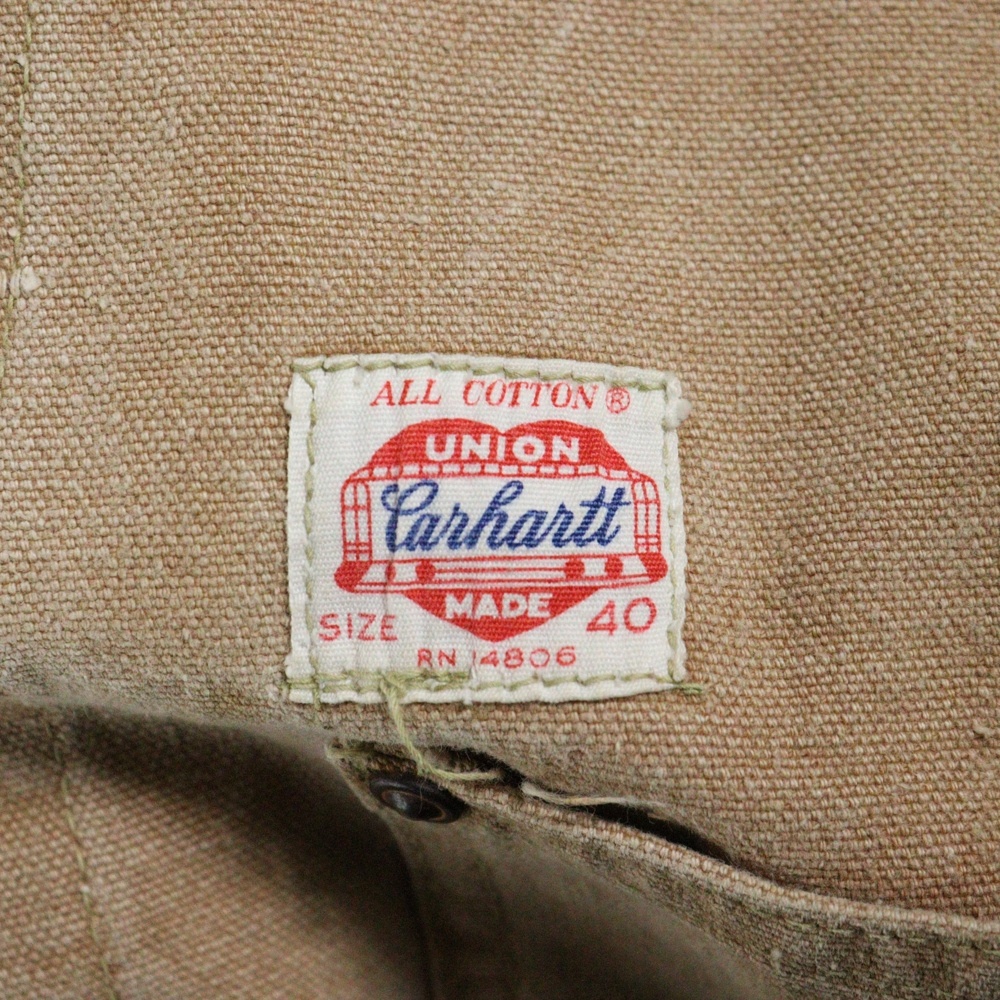 ALL COTTON ®
UNION
Carhartt
MADE
SIZE 40
RN 14806